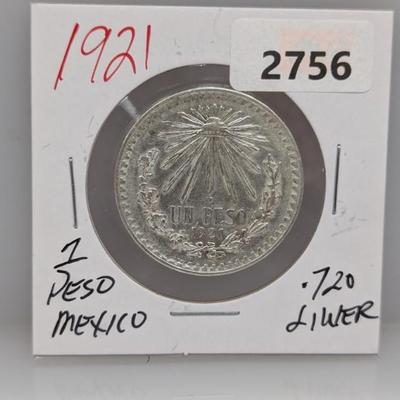 1921
2756
UN PESO
1
PESO
MEXICO
.720
SILVER